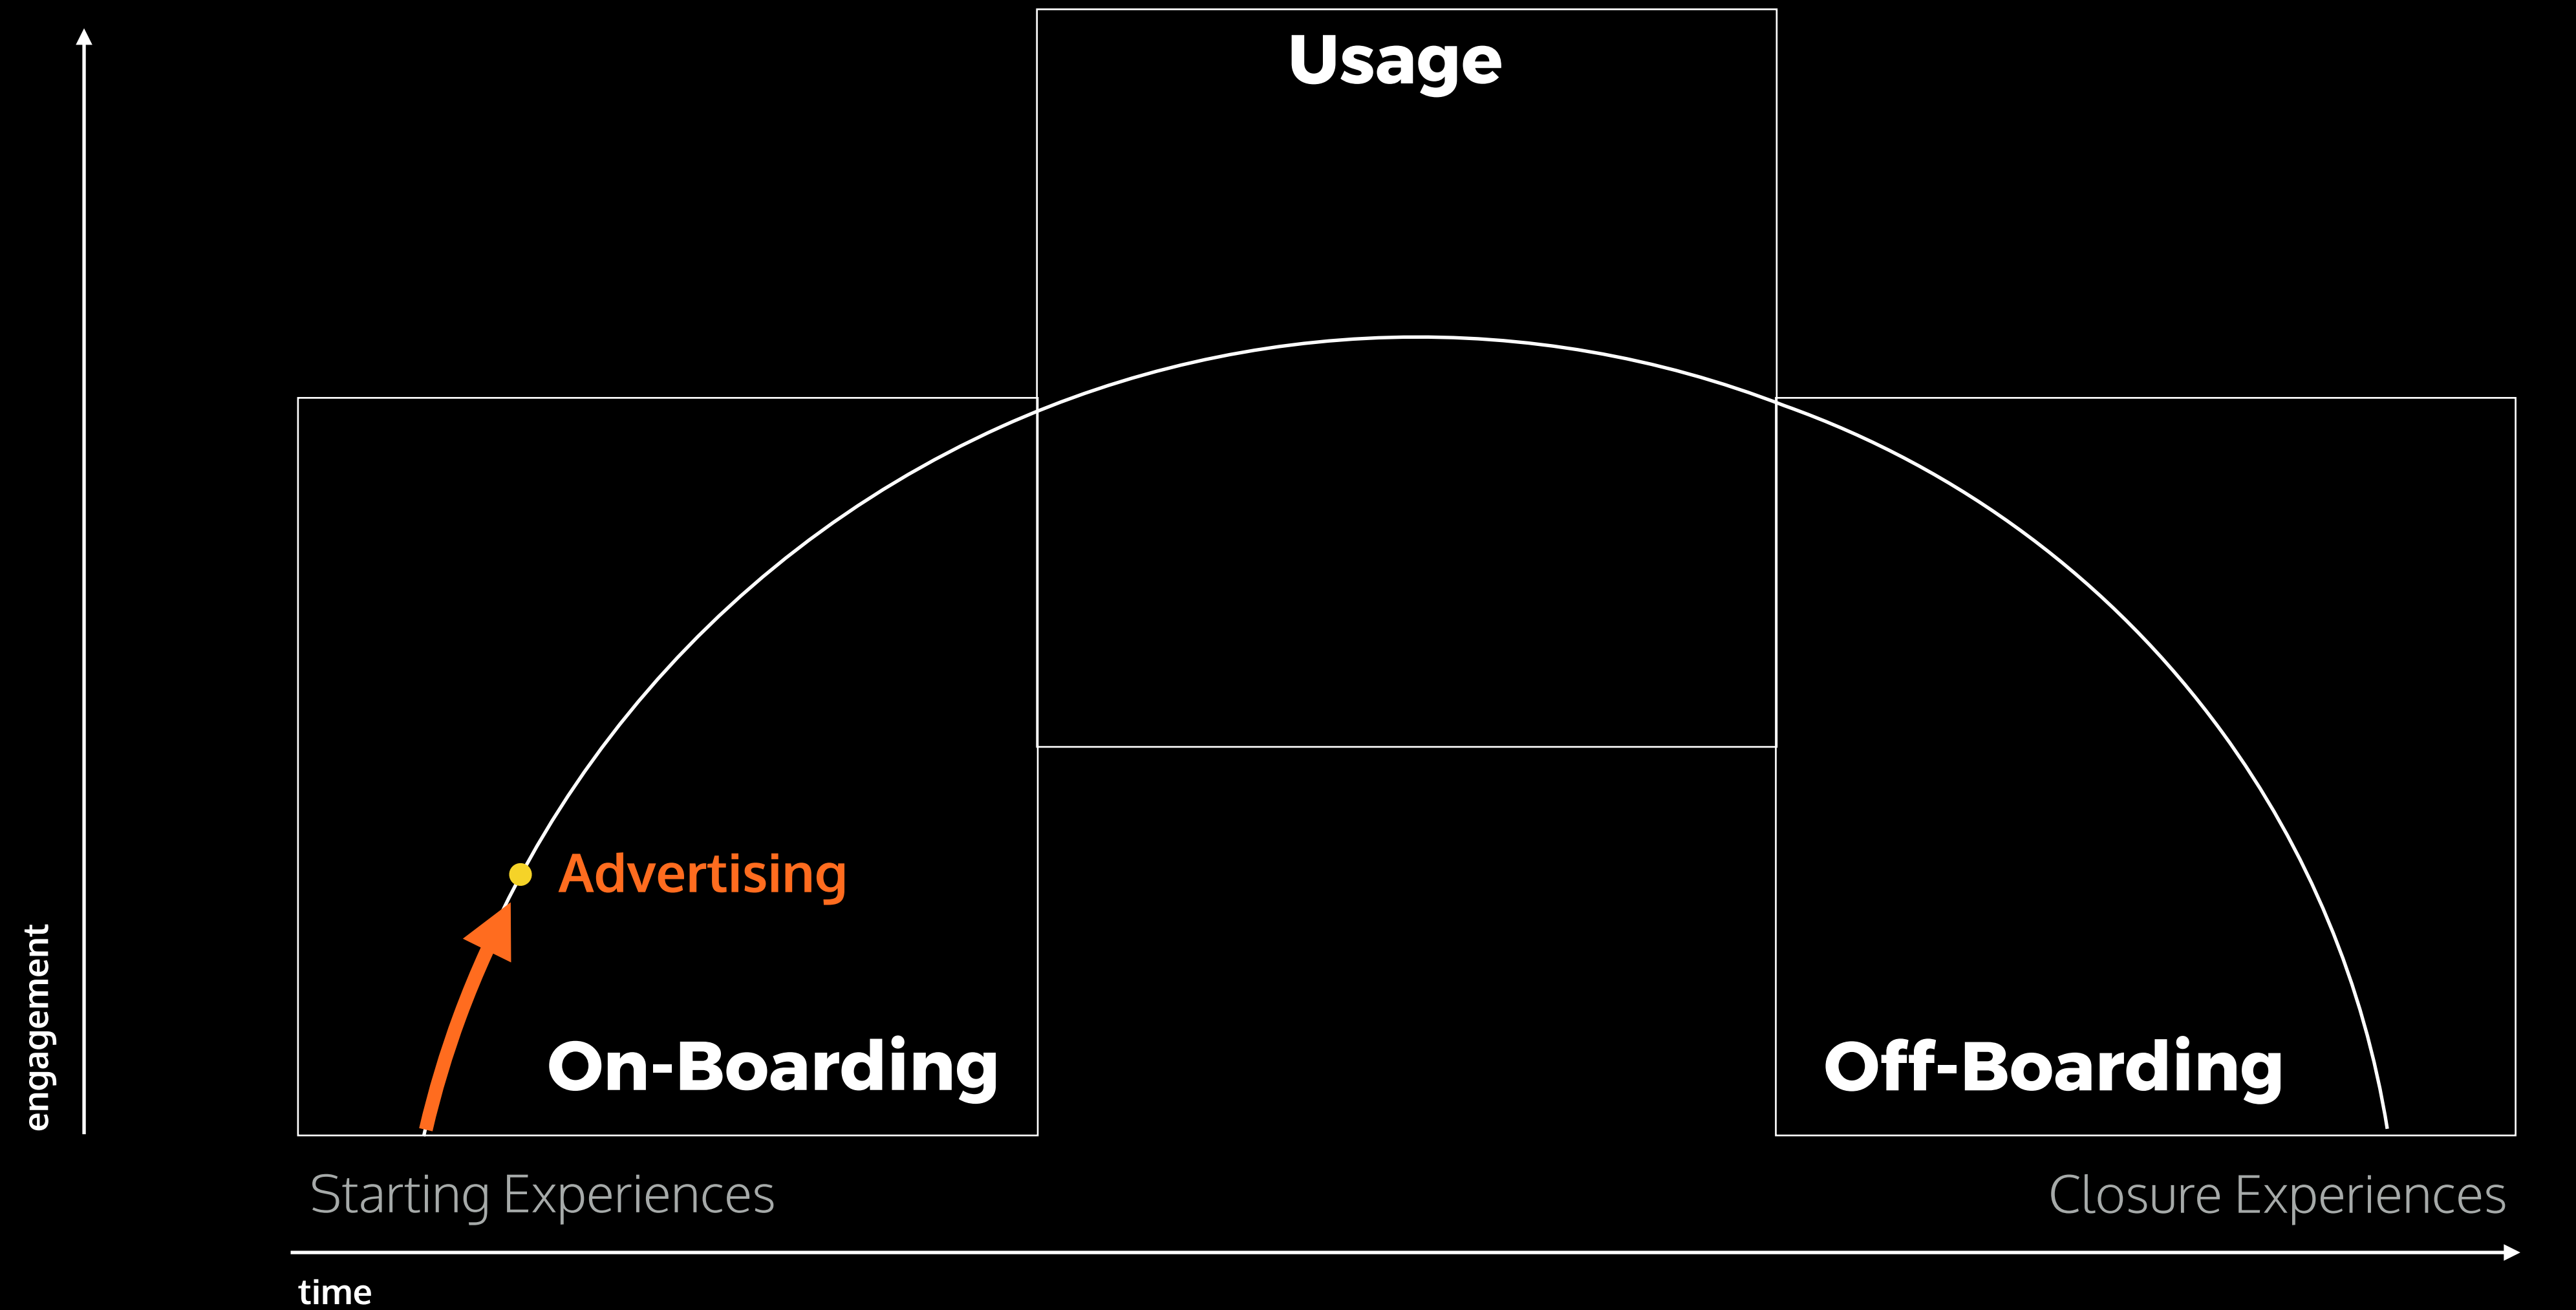 Usage
Advertising
On-Boarding
Off-Boarding
engagement
Starting Experiences
Closure Experiences
time